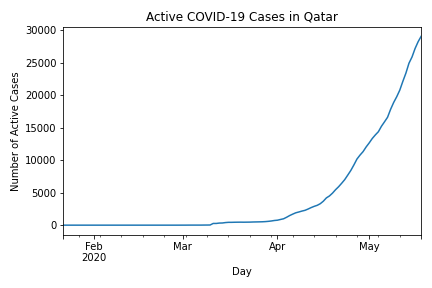 Active COVID-19 Cases in Qatar
Number of Active Cases
30000
25000
20000
15000
10000
5000
0
Feb
2020
Mar
Apr
May
Day